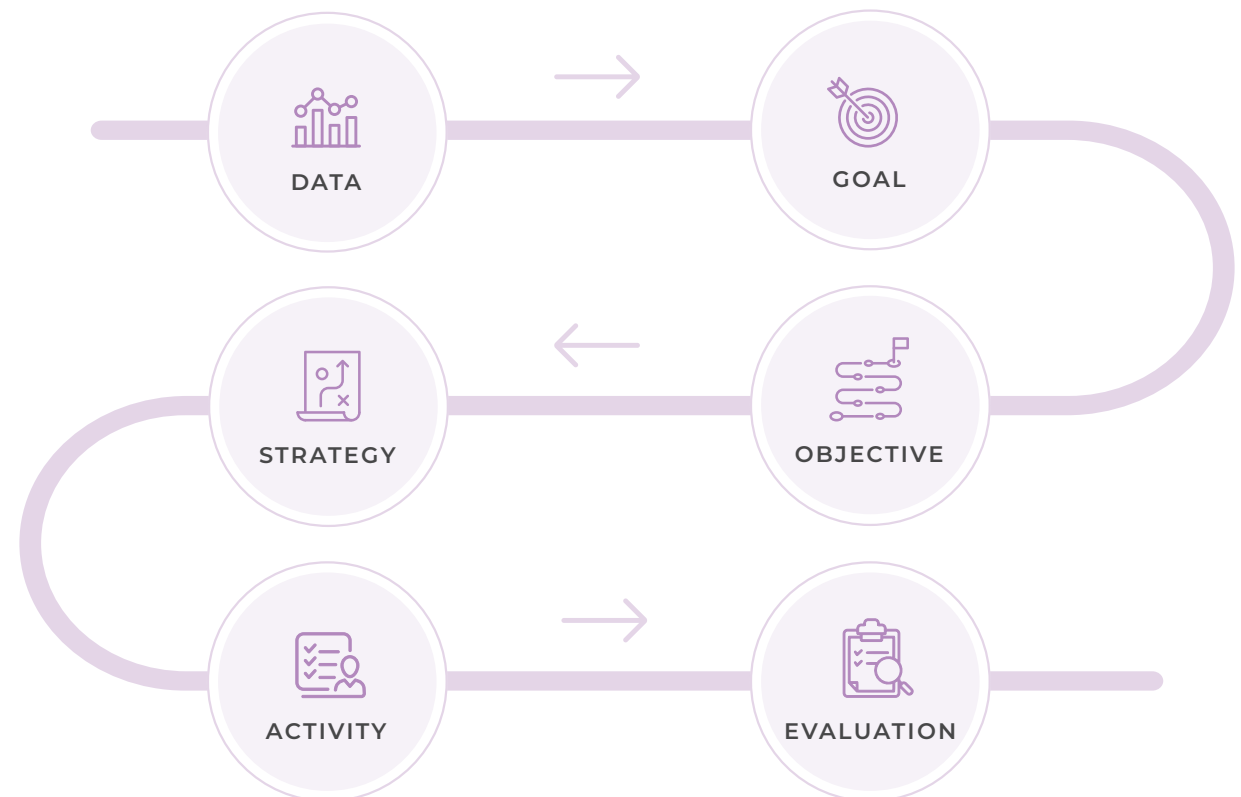 DATA
GOAL
OBJECTIVE
STRATEGY
ACTIVITY
EVALUATION